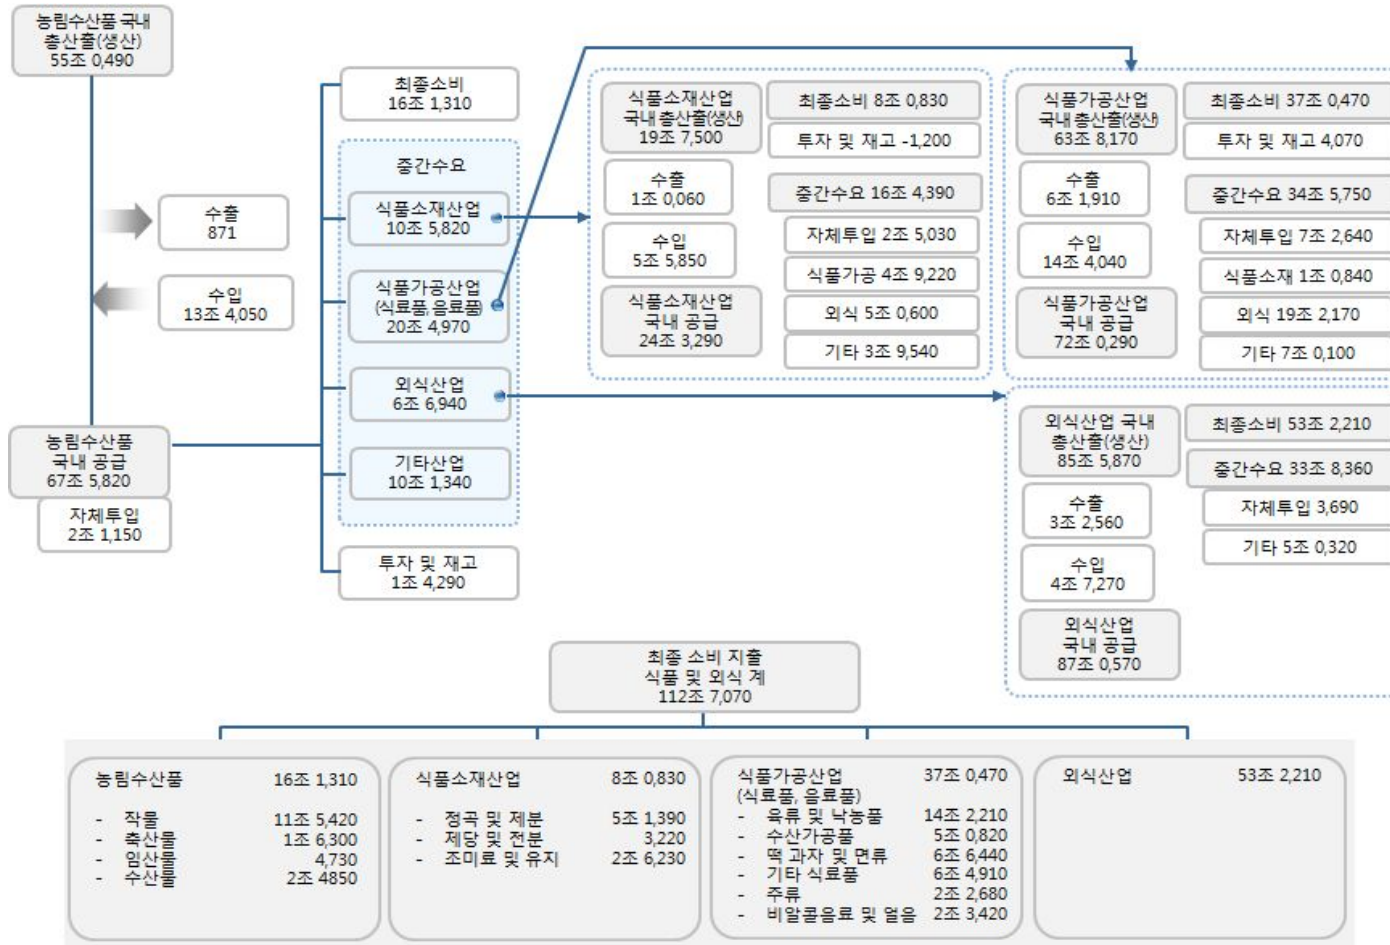 농림수산품 국내
총산출(생산)
55조 0,490
수출
871
수입
13조 4,050
농림수산품
국내 공급
67조 5,820
자체투입
2조 1,150
최종소비
16조 1,310
중간수요
식품소재산업
10조 5,820
식품가공산업
(식료품, 음료품)
20조 4,970
외식산업
6조 6,940
기타산업
10조 1,340
투자 및 재고
1조 4,290
식품소재산업
국내 총산출(생산)
19조 7,500
수출
1조 0,060
수입
5조 5,850
식품소재산업
국내 공급
24조 3,290
최종소비 8조 0,830
투자 및 재고 -1,200
중간수요 16조 4,390
자체투입 2조 5,030
식품가공 4조 9,220
외식 5조 0,600
기타 3조 9,540
식품가공산업
국내 총산출(생산)
63조 8,170
수출
6조 1,910
수입
14조 4,040
식품가공산업
국내 공급
72조 0,290
최종소비 37조 0,470
투자 및 재고 4,070
중간수요 34조 5,750
자체투입 7조 2,640
식품소재 1조 0,840
외식 19조 2,170
기타 7조 0,100
외식산업 국내
총산출(생산)
85조 5,870
수출
3조 2,560
수입
4조 7,270
외식산업
국내 공급
87조 0,570
최종소비 53조 2,210
중간수요 33조 8,360
자체투입 3,690
기타 5조 0,320
최종 소비 지출
식품 및 외식 계
112조 7,070
농림수산품 16조 1,310
- 작물 11조 5,420
- 축산물 1조 6,300
- 임산물 4,730
- 수산물 2조 4850
식품소재산업 8조 0,830
- 정곡 및 제분 5조 1,390
- 제당 및 전분 3,220
- 조미료 및 유지 2조 6,230
식품가공산업 37조 0,470
(식료품, 음료품)
- 육류 및 낙농품 14조 2,210
- 수산가공품 5조 0,820
- 떡 과자 및 면류 6조 6,440
- 기타 식료품 6조 4,910
- 주류 2조 2,680
- 비알콜음료 및 얼음 2조 3,420
외식산업 53조 2,210